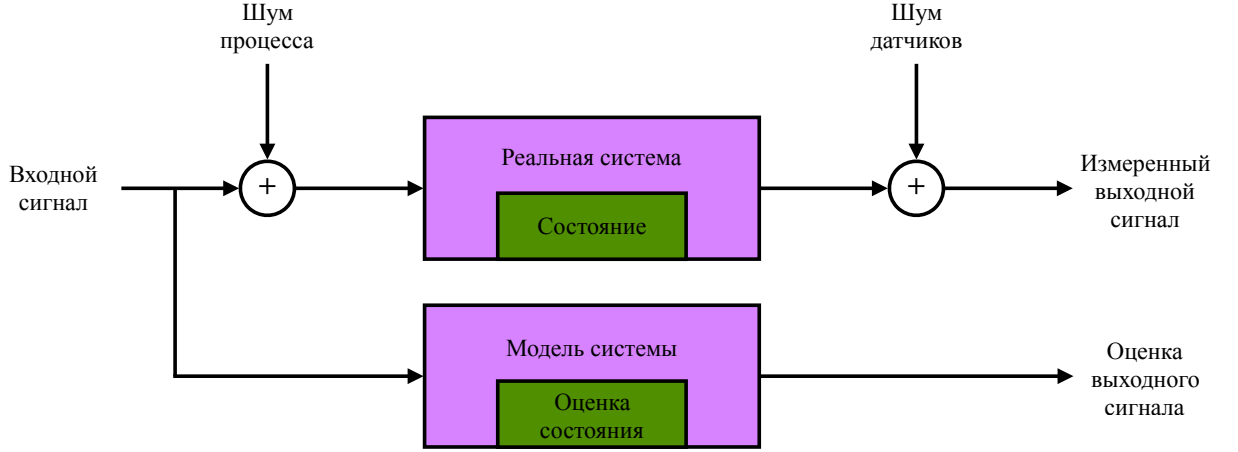 Шум
процесса
Шум
датчиков
Входной
сигнал
+
Реальная система
Состояние
+
Измеренный
выходной
сигнал
Модель системы
Оценка
состояния
Оценка
выходного
сигнала